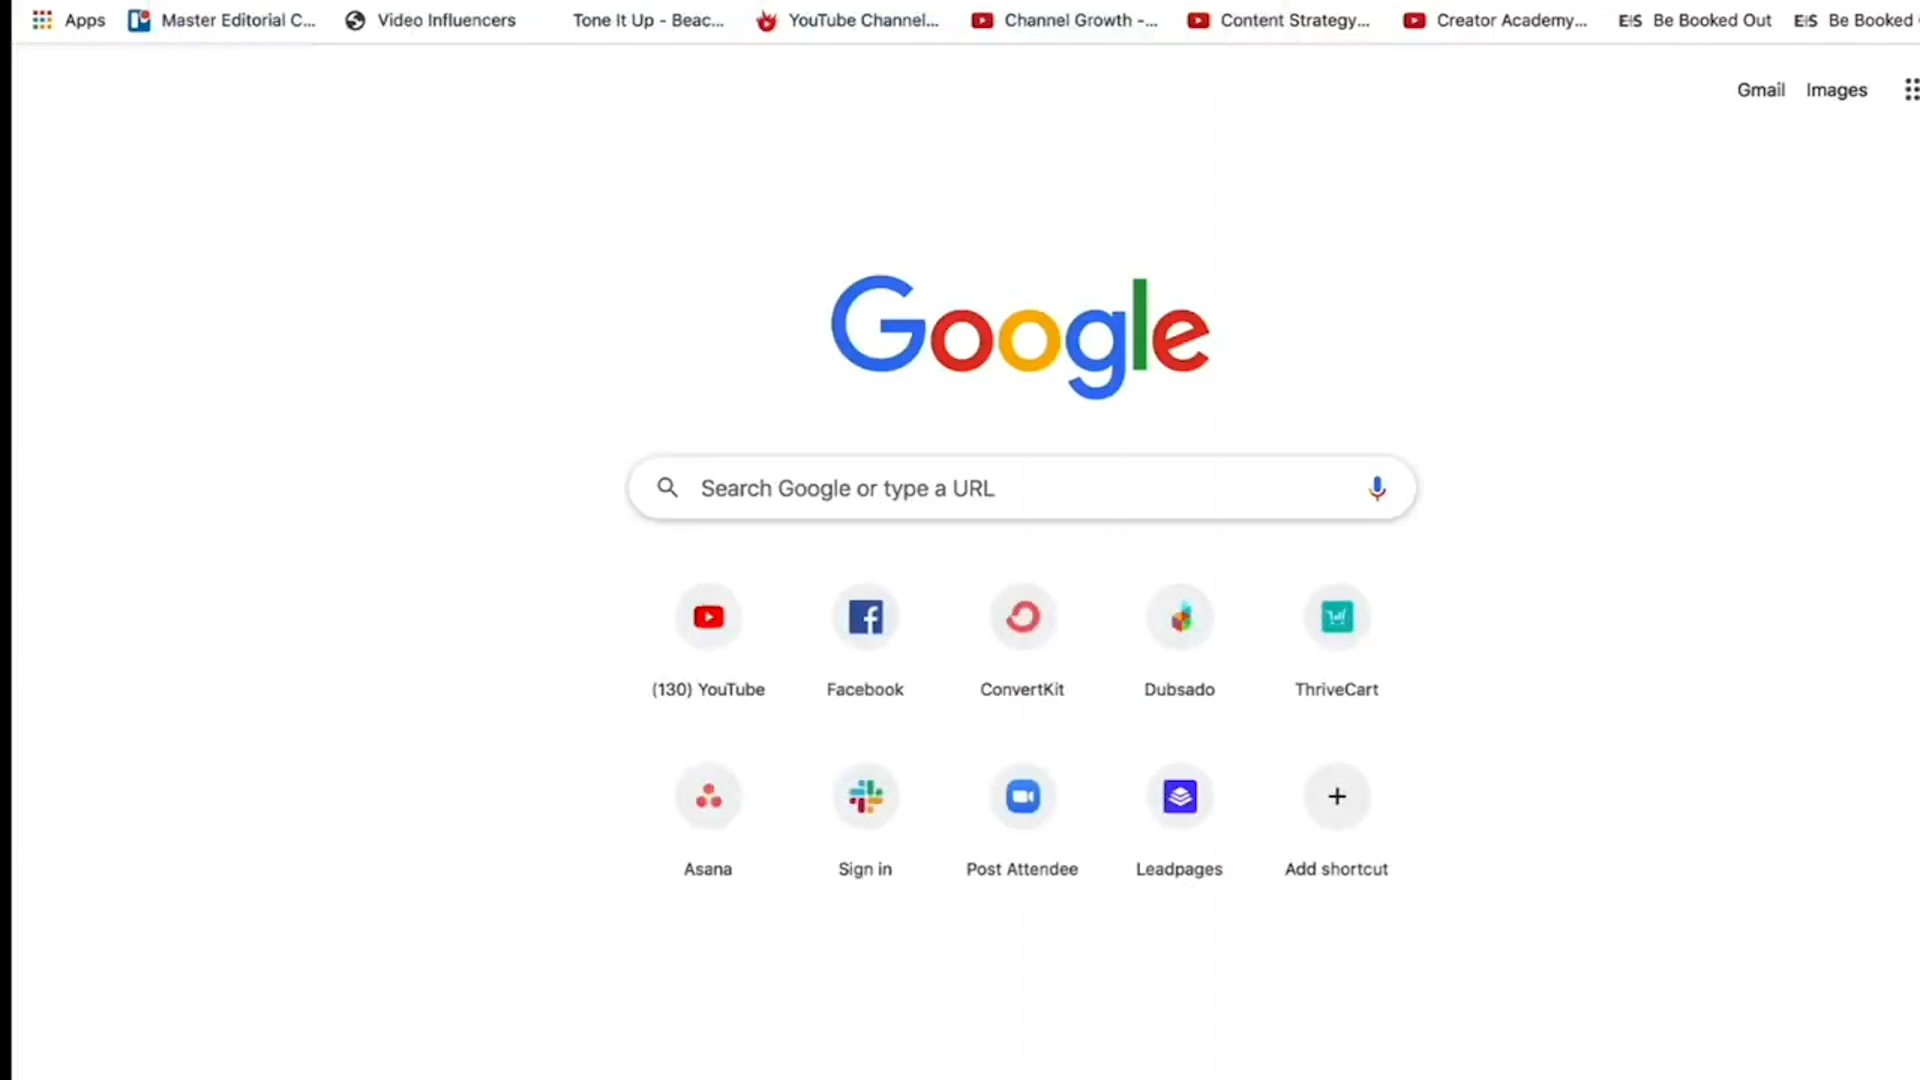 Apps Master Editorial C... Video Influencers Tone It Up - Beac... YouTube Channel... Channel Growth -... Content Strategy... Creator Academy... E|S Be Booked Out E|S Be Booked
Gmail Images
Google
Search Google or type a URL
(130) YouTube Facebook ConvertKit Dubsado ThriveCart
Asana Sign in Post Attendee Leadpages Add shortcut